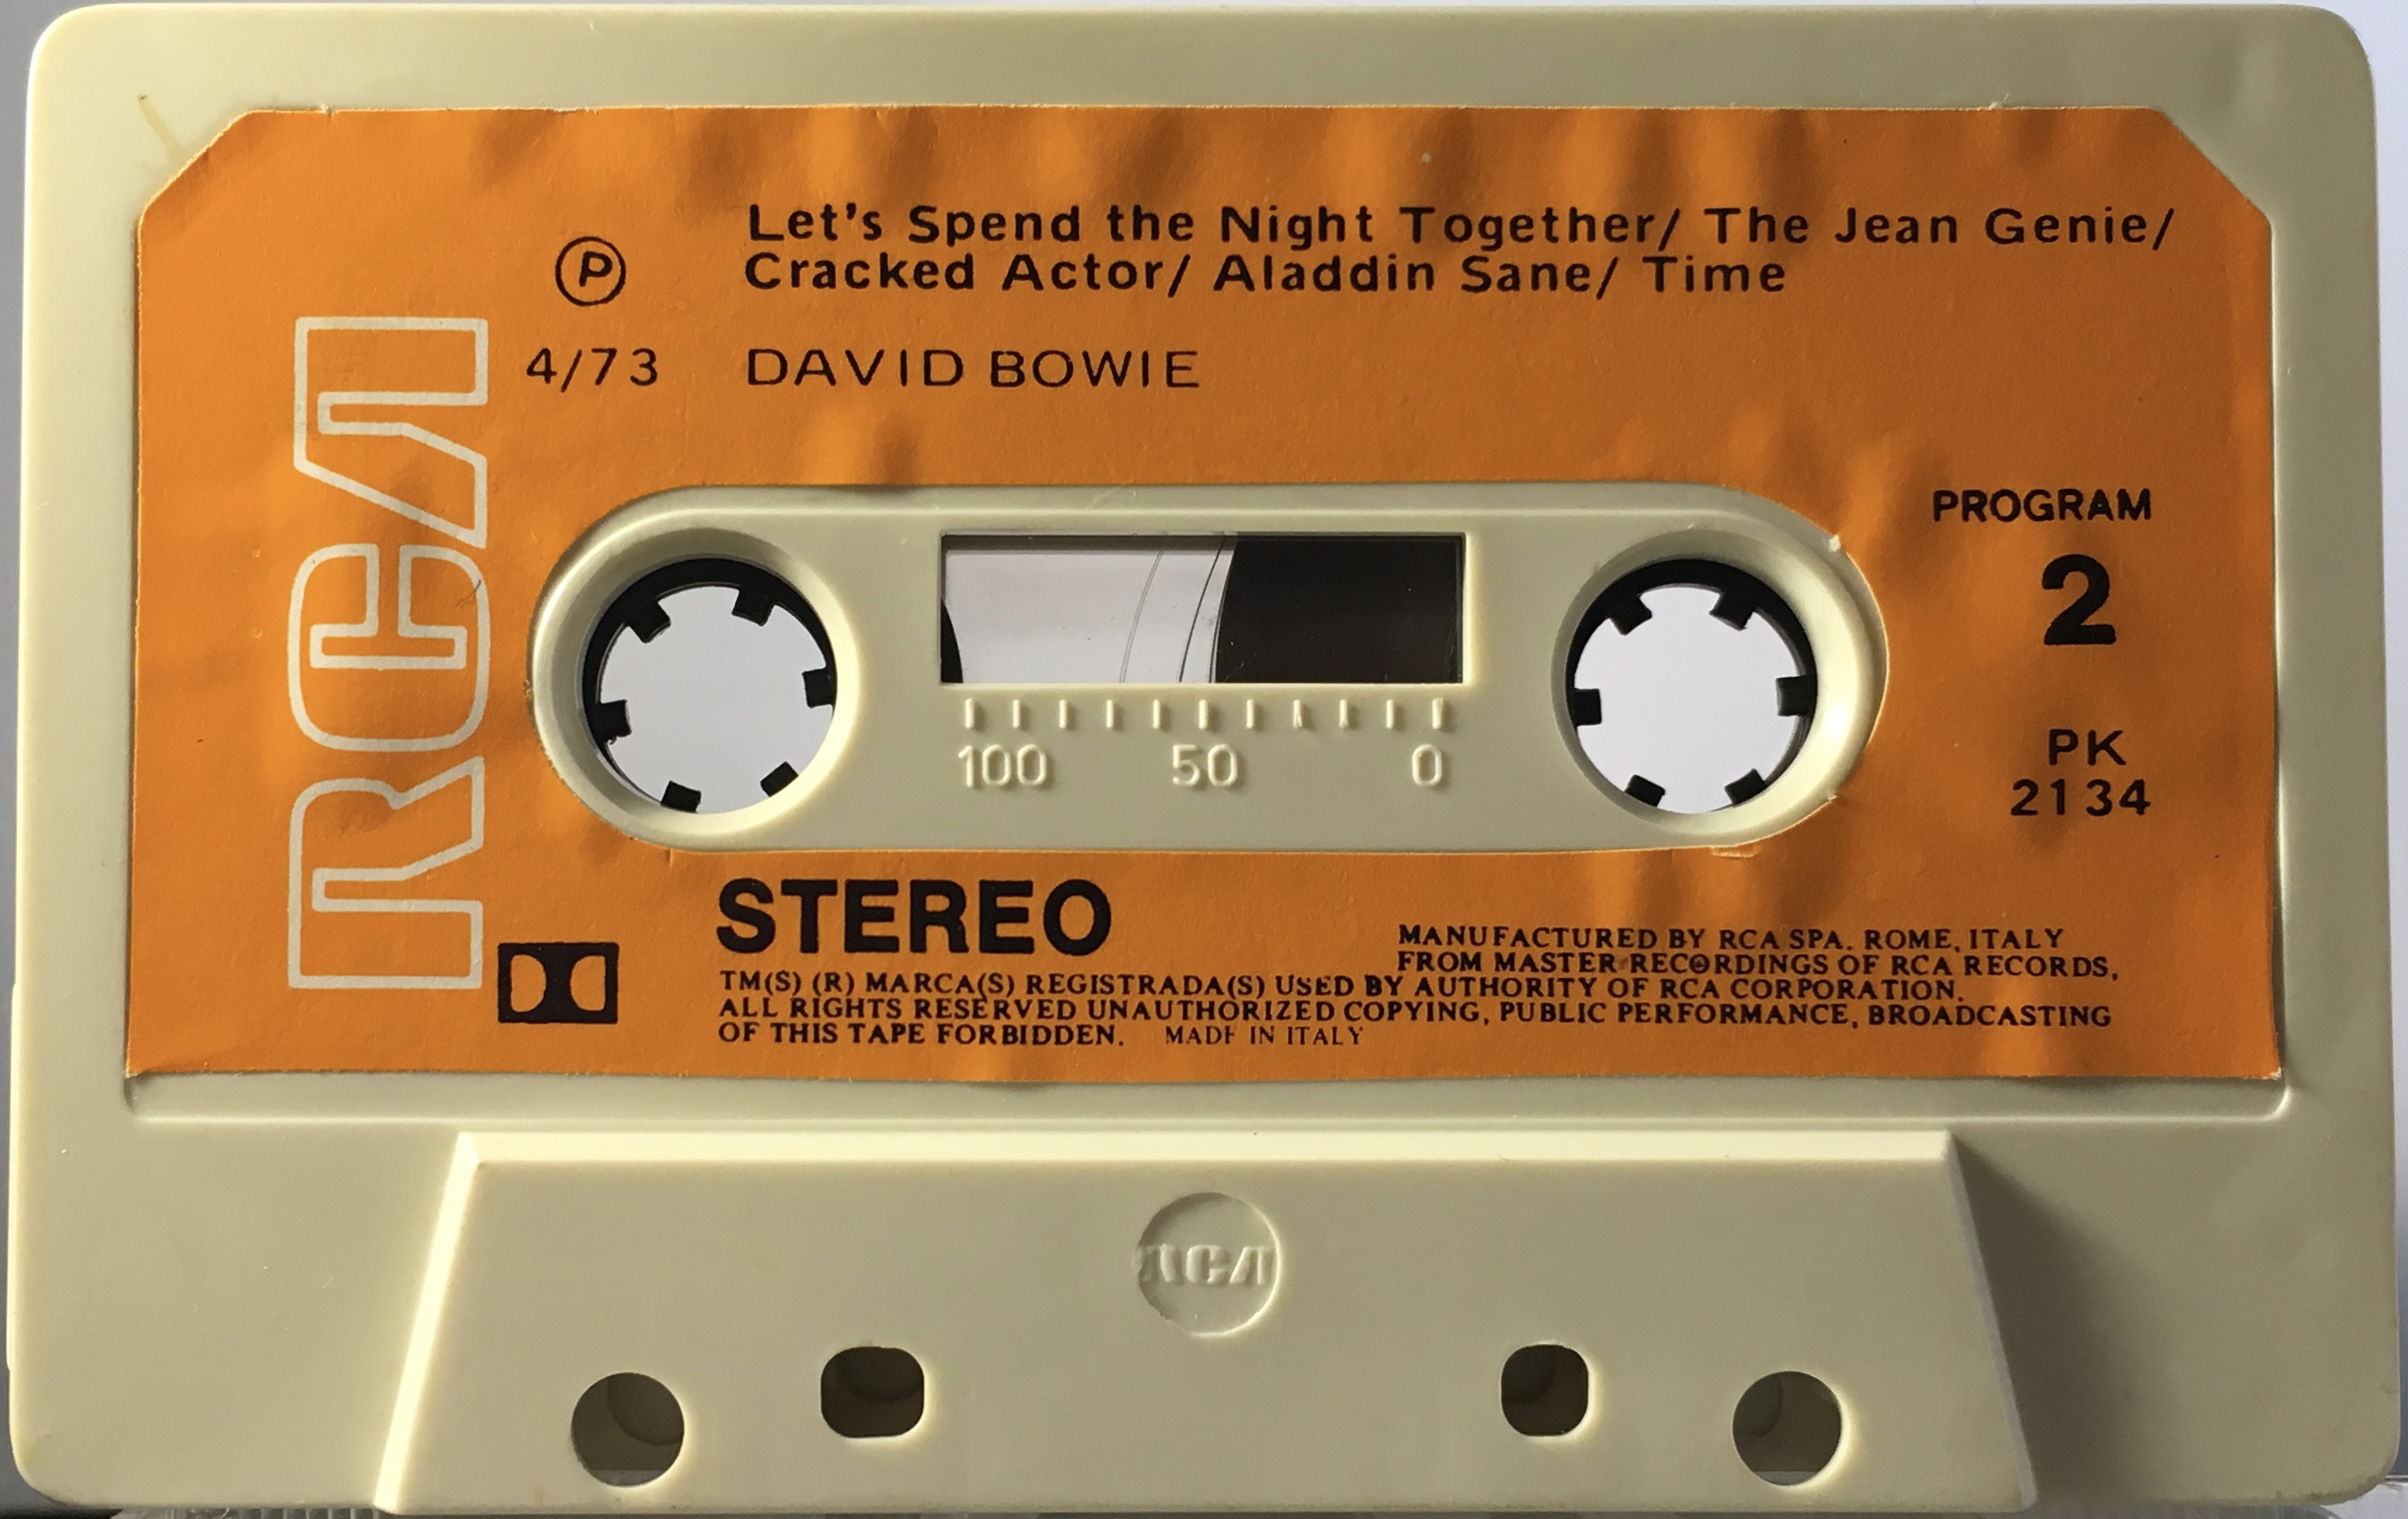 Let's Spend the Night Together/ The Jean Genie/
Cracked Actor/ Aladdin Sane/ Time
℗
4/73 DAVID BOWIE
RCA
PROGRAM
2
100 50 0
PK
2134
STEREO
MANUFACTURED BY RCA SPA. ROME, ITALY
FROM MASTER RECORDINGS OF RCA RECORDS,
TM(S) (R) MARCA(S) REGISTRADA(S) USED BY AUTHORITY OF RCA CORPORATION.
ALL RIGHTS RESERVED UNAUTHORIZED COPYING, PUBLIC PERFORMANCE, BROADCASTING
OF THIS TAPE FORBIDDEN. MADE IN ITALY
RCA